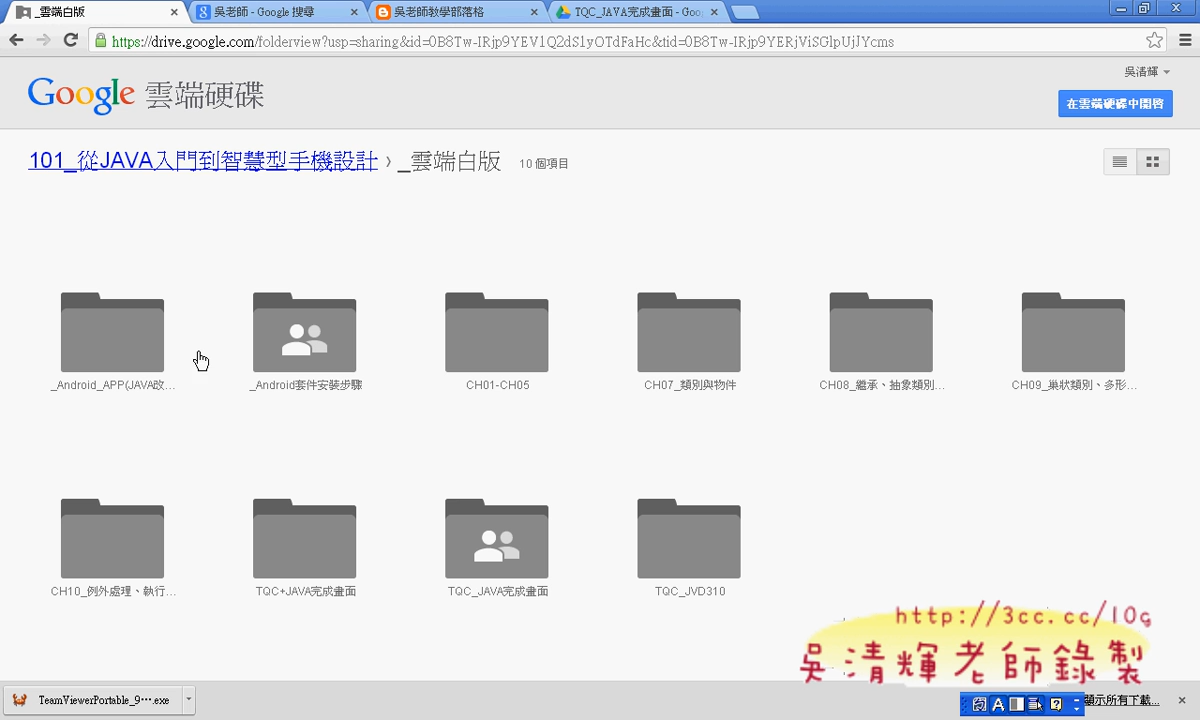 _雲端白版
吳老師 - Google 搜尋
吳老師教學部落格
TQC_JAVA完成畫面 - Goo
https://drive.google.com/folderview?usp=sharing&id=0B8Tw-IRjp9YEV1Q2dS1yOTdFaHc&tid=0B8Tw-IRjp9YERjViSGlpUjJYcms
吳清輝
Google 雲端硬碟
在雲端硬碟中開啓
101_從JAVA入門到智慧型手機設計 › _雲端白版 10 個項目
_Android_APP(JAVA改...
_Android套件安裝步驟
CH01-CH05
CH07_類別與物件
CH08_繼承、抽象類別...
CH09_巢狀類別、多形...
CH10_例外處理、執行...
TQC+JAVA完成畫面
TQC_JAVA完成畫面
TQC_JVD310
http://3cc.cc/10g
吳清輝老師錄製
TeamViewerPortable_9....exe
顯示所有下載...